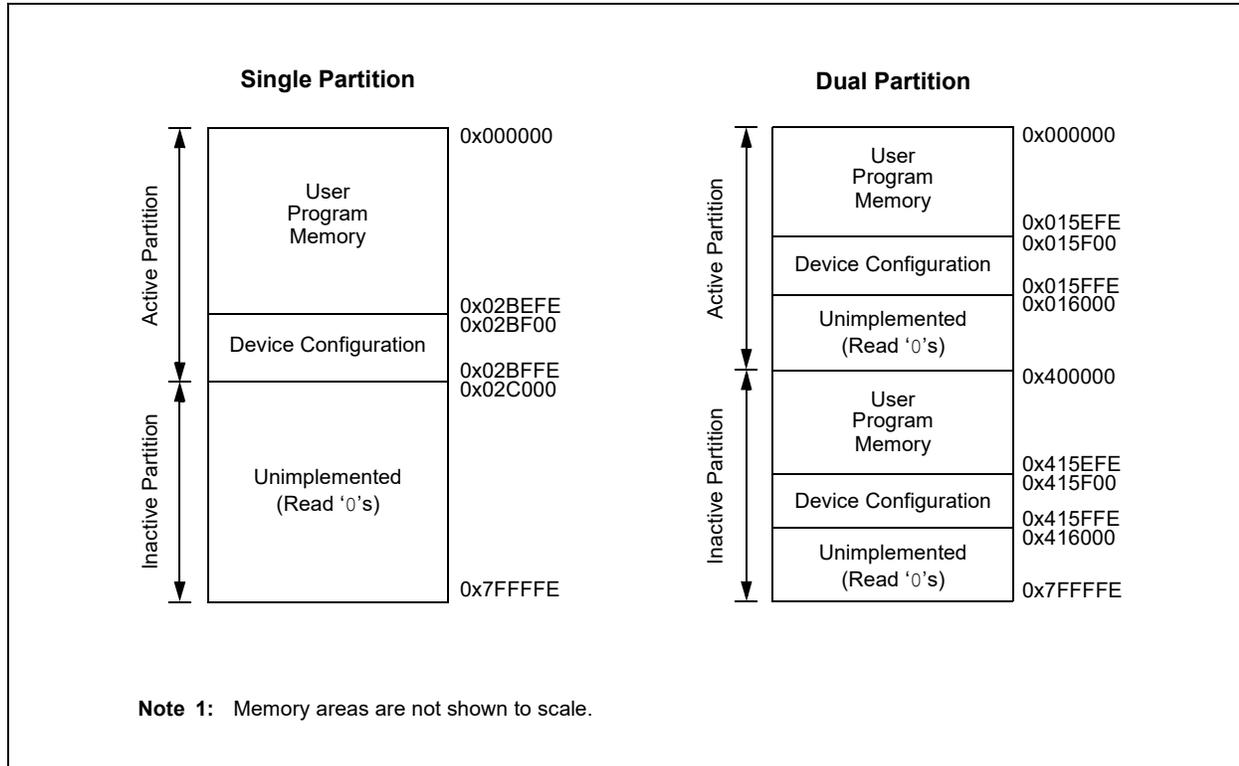 Single Partition
Active Partition
Inactive Partition
User
Program
Memory
Device Configuration
Unimplemented
(Read ‘0’s)
0x000000
0x02BEFE
0x02BF00
0x02BFFE
0x02C000
0x7FFFFE
Dual Partition
Active Partition
Inactive Partition
User
Program
Memory
Device Configuration
Unimplemented
(Read ‘0’s)
User
Program
Memory
Device Configuration
Unimplemented
(Read ‘0’s)
0x000000
0x015EFE
0x015F00
0x015FFE
0x016000
0x400000
0x415EFE
0x415F00
0x415FFE
0x416000
0x7FFFFE
Note 1: Memory areas are not shown to scale.